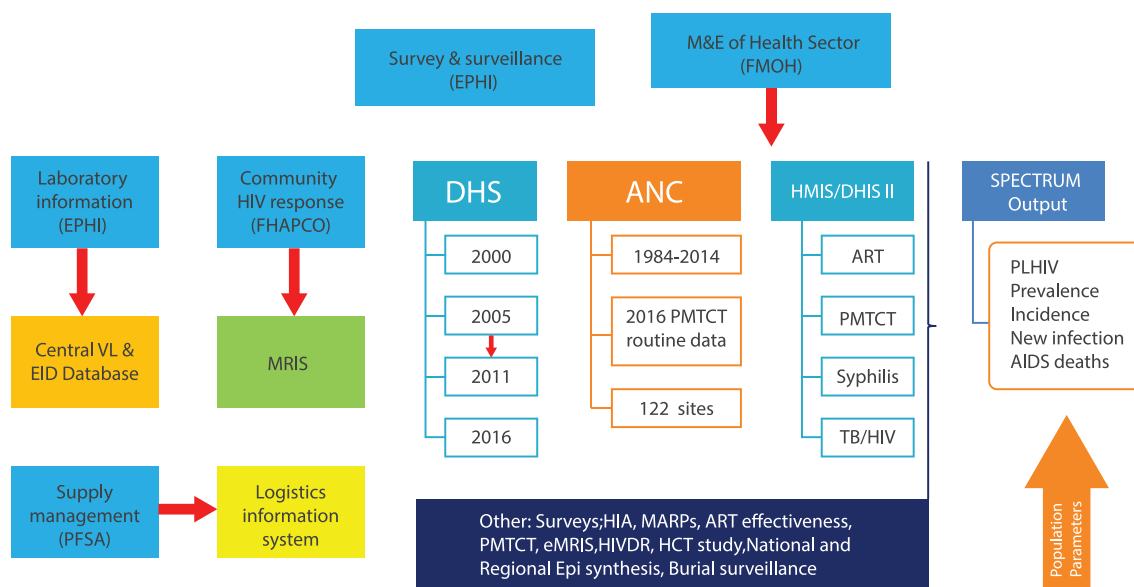 Survey & surveillance
(EPHI)
M&E of Health Sector
(FMOH)
Laboratory
information
(EPHI)
Community
HIV response
(FHAPCO)
Central VL &
EID Database
MRIS
Supply
management
(PFSA)
Logistics
information
system
DHS
2000
2005
2011
2016
ANC
1984-2014
2016 PMTCT
routine data
122 sites
HMIS/DHIS II
ART
PMTCT
Syphilis
TB/HIV
SPECTRUM
Output
PLHIV
Prevalence
Incidence
New infection
AIDS deaths
Other: Surveys;HIA, MARPs, ART effectiveness,
PMTCT, eMRIS,HIVDR, HCT study,National and
Regional Epi synthesis, Burial surveillance
Population
Parameters